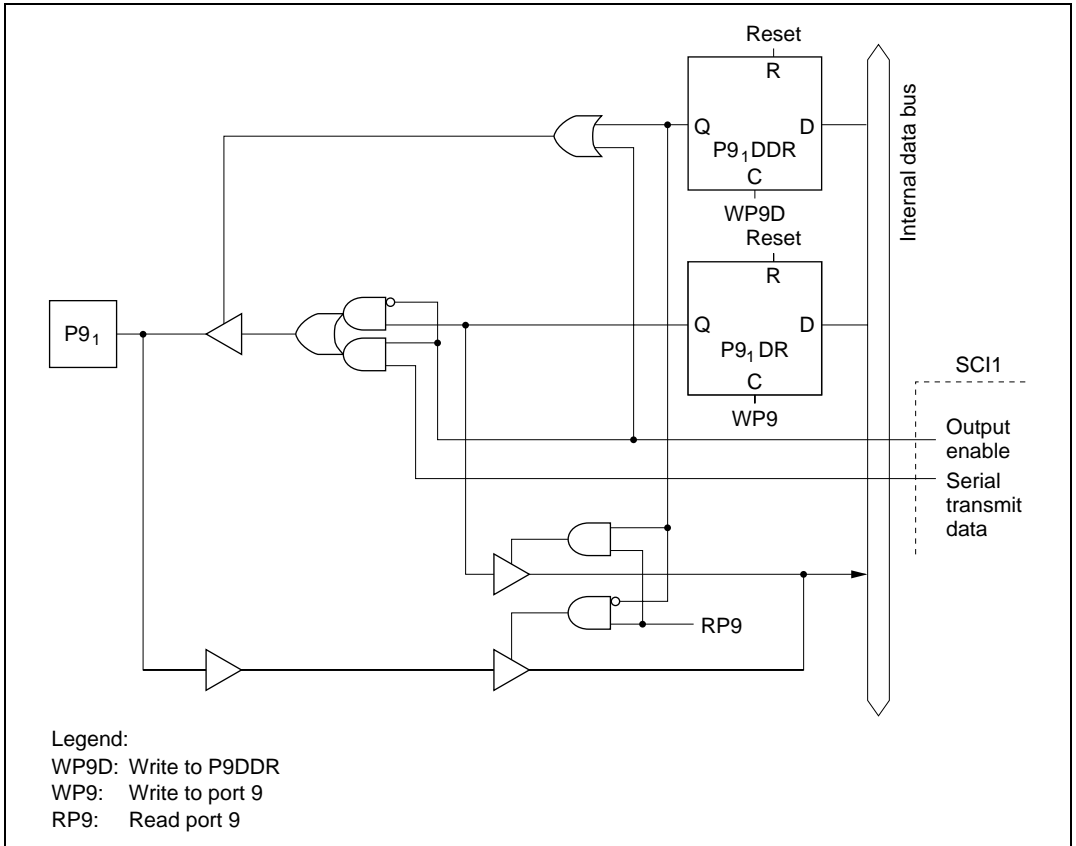 Reset
R
Q D
P9₁DDR
C
WP9D
Internal data bus
Reset
R
P9₁
Q D
P9₁DR
C
WP9
SCI1
Output
enable
Serial
transmit
data
RP9
Legend:
WP9D: Write to P9DDR
WP9: Write to port 9
RP9: Read port 9